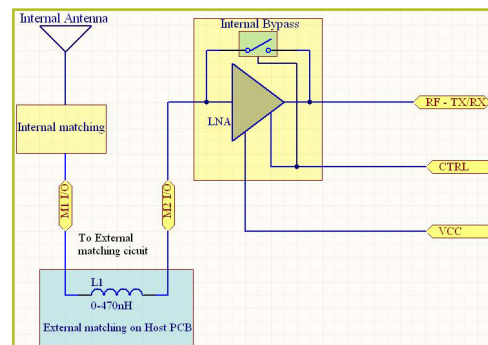 Internal Antenna
Internal Bypass
LNA
RF - TX/RX
Internal matching
CTRL
M1 I/O
M2 I/O
VCC
To External
matching cicuit
L1
0-470nH
External matching on Host PCB